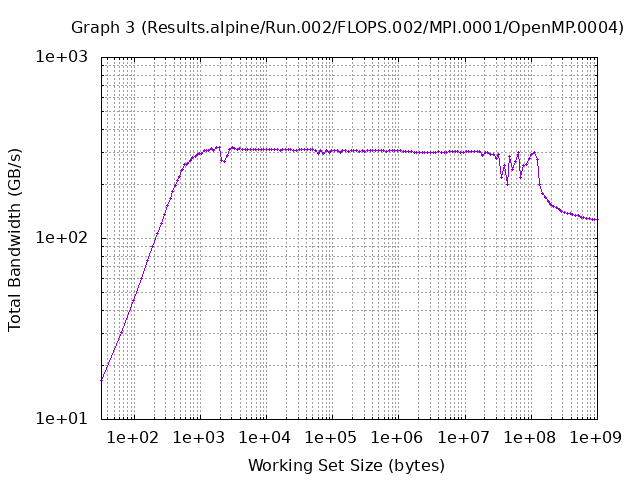 Graph 3 (Results.alpine/Run.002/FLOPS.002/MPI.0001/OpenMP.0004)
1e+03
1e+02
1e+01
Total Bandwidth (GB/s)
1e+02 1e+03 1e+04 1e+05 1e+06 1e+07 1e+08 1e+09
Working Set Size (bytes)